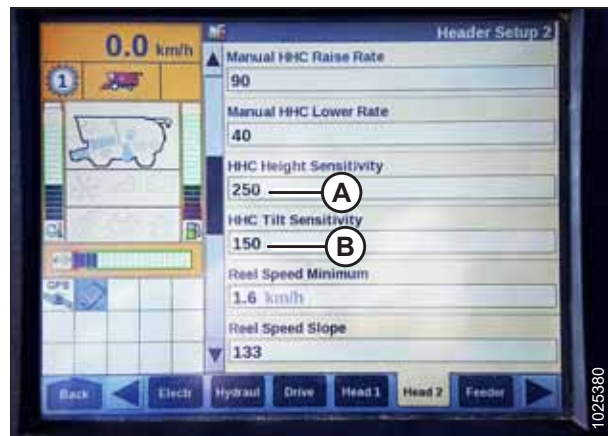 0.0 km/h
Header Setup 2
1
Manual HHC Raise Rate
90
Manual HHC Lower Rate
40
HHC Height Sensitivity
250
A
HHC Tilt Sensitivity
150
B
Reel Speed Minimum
1.6 km/h
Reel Speed Slope
133
GPS
Back
Electr
Hydraul
Drive
Head 1
Head 2
Feeder
1025380